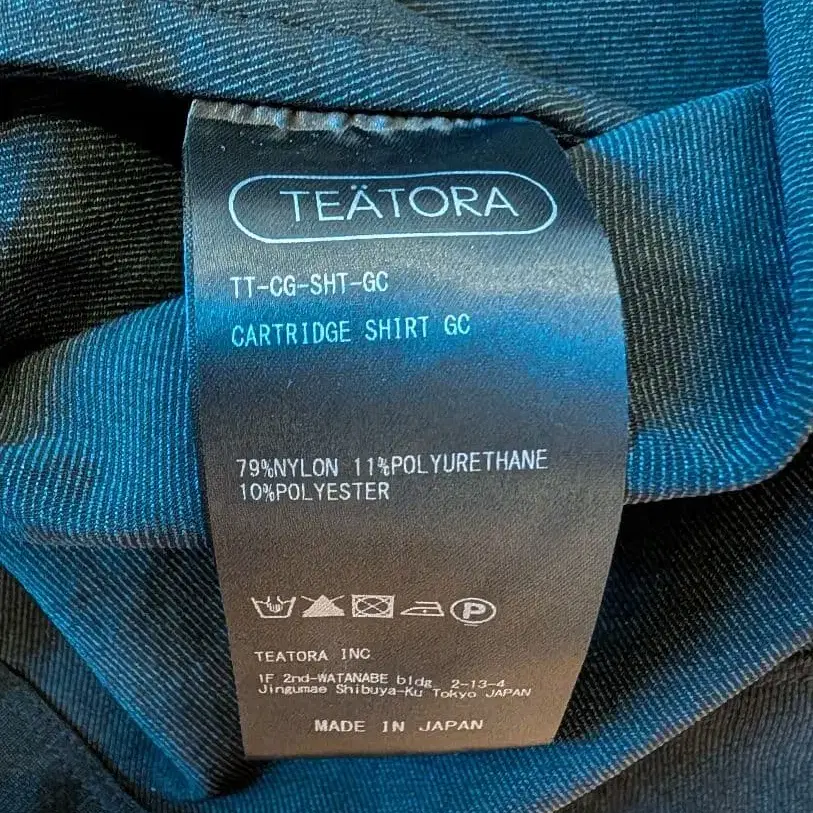 TEÄTORA
TT-CG-SHT-GC
CARTRIDGE SHIRT GC
79%NYLON 11%POLYURETHANE
10%POLYESTER
P
TEATORA INC
1F 2nd-WATANABE bldg. 2-13-4
Jingumae Shibuya-Ku Tokyo JAPAN
MADE IN JAPAN